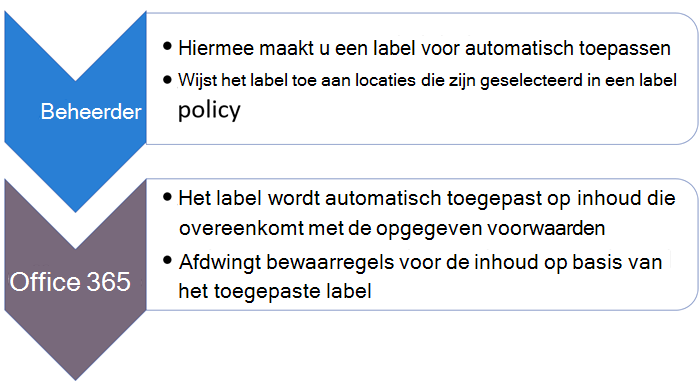 Beheerder
• Hiermee maakt u een label voor automatisch toepassen
• Wijst het label toe aan locaties die zijn geselecteerd in een label
policy
Office 365
• Het label wordt automatisch toegepast op inhoud die
overeenkomt met de opgegeven voorwaarden
• Afdwingt bewaarregels voor de inhoud op basis van
het toegepaste label